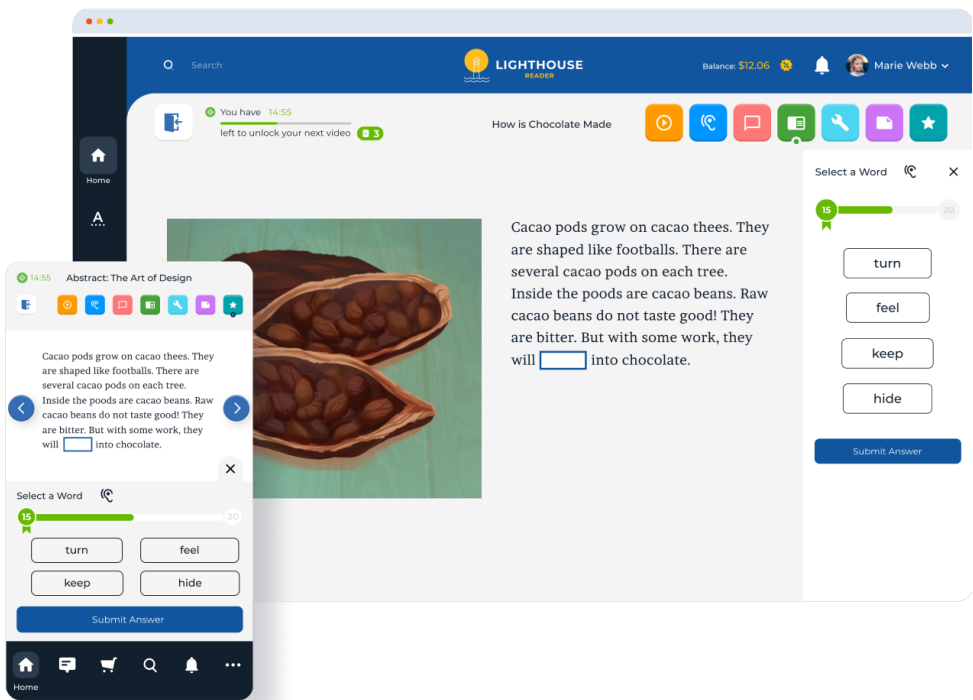 Search
LIGHTHOUSE
READER
Balance: $12.06
Marie Webb
You have 14:55
left to unlock your next video 3
How is Chocolate Made
Home
A
Select a Word
15
20
Cacao pods grow on cacao thees. They
are shaped like footballs. There are
several cacao pods on each tree.
Inside the poods are cacao beans. Raw
cacao beans do not taste good! They
are bitter. But with some work, they
will into chocolate.
turn
feel
keep
hide
Submit Answer
14:55 Abstract: The Art of Design
Cacao pods grow on cacao thees. They
are shaped like footballs. There are
several cacao pods on each tree.
Inside the poods are cacao beans. Raw
cacao beans do not taste good! They
are bitter. But with some work, they
will into chocolate.
Select a Word
15
20
turn feel
keep hide
Submit Answer
Home